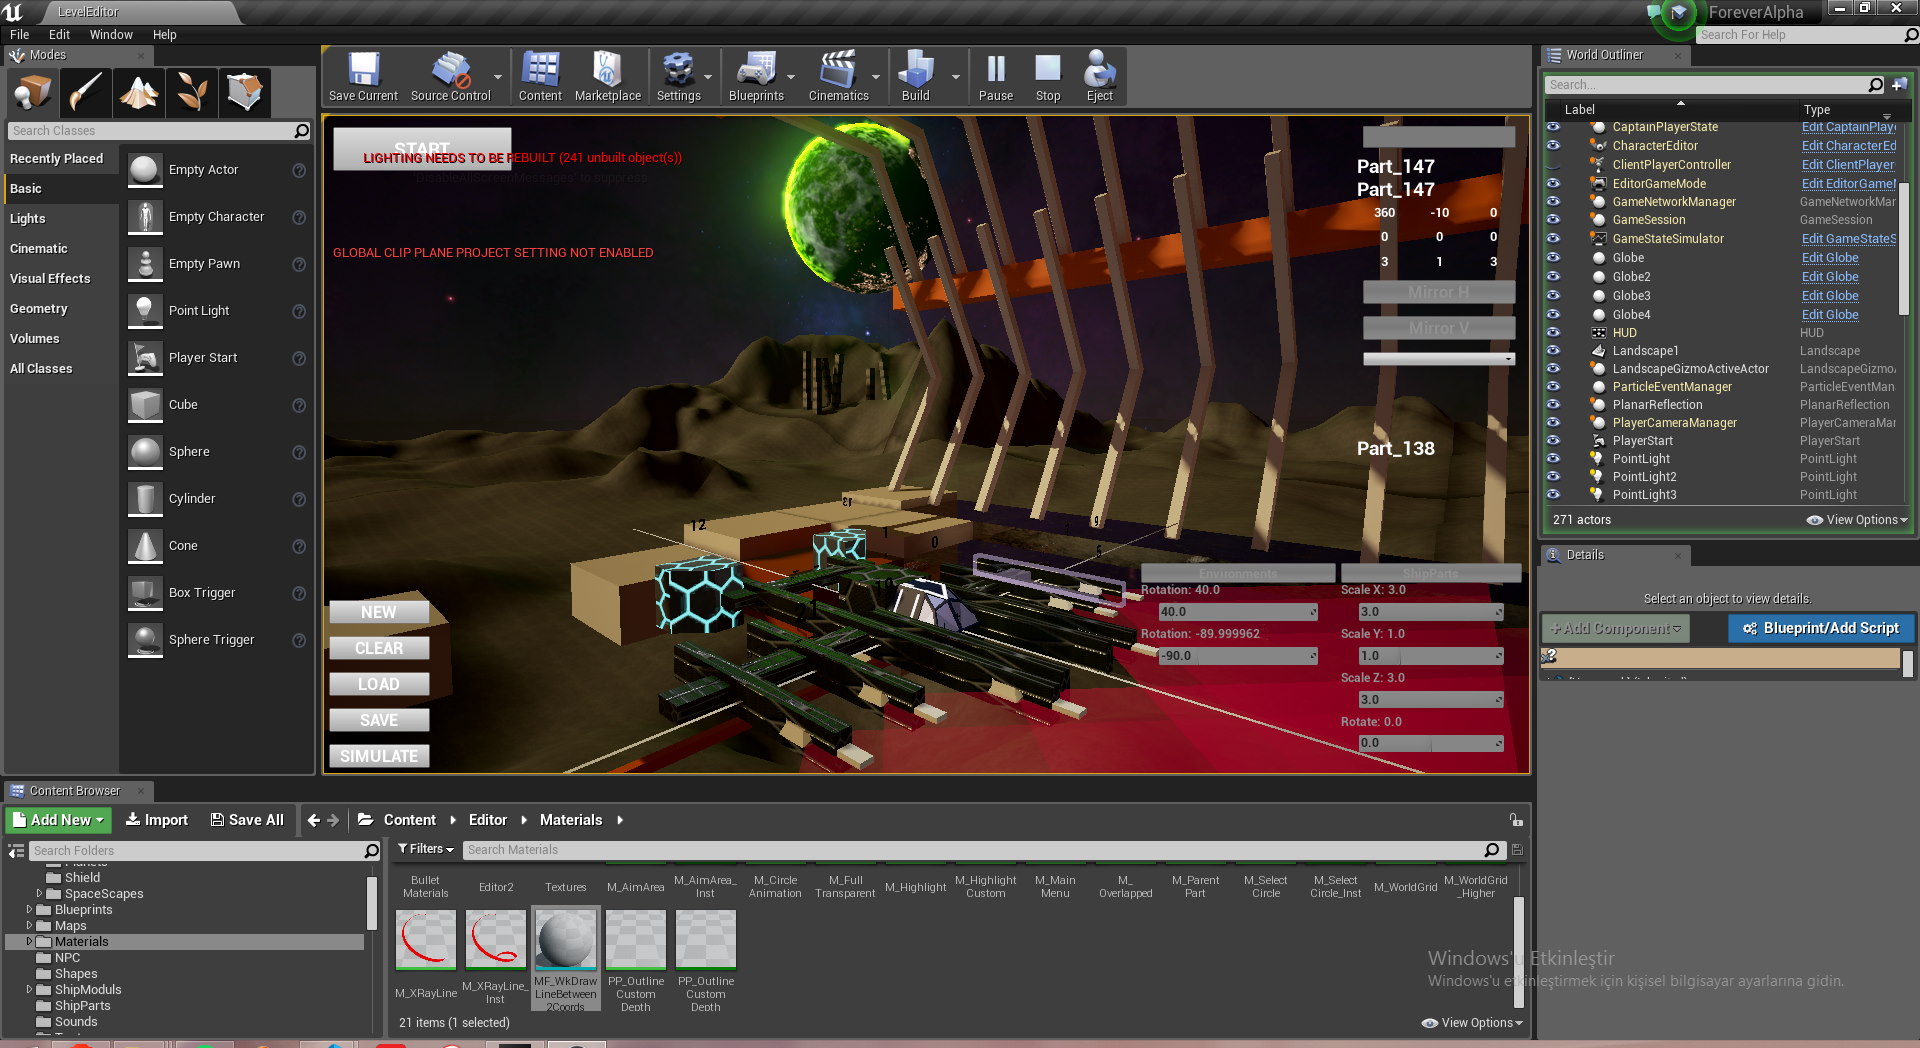 LevelEditor
ForeverAlpha
File Edit Window Help
Search For Help
Modes
Search Classes
Recently Placed
Basic
Lights
Cinematic
Visual Effects
Geometry
Volumes
All Classes
Empty Actor
Empty Character
Empty Pawn
Point Light
Player Start
Cube
Sphere
Cylinder
Cone
Box Trigger
Sphere Trigger
Save Current Source Control Content Marketplace Settings Blueprints Cinematics Build Pause Stop Eject
START
LIGHTING NEEDS TO BE REBUILT (241 unbuilt object(s))
'DisableAllScreenMessages' to suppress
GLOBAL CLIP PLANE PROJECT SETTING NOT ENABLED
Part_147
Part_147
360 -10 0
0 0 0
3 1 3
Mirror H
Mirror V
Part_138
13
12
1
0
Environments ShipParts
Rotation: 40.0 Scale X: 3.0
40.0 3.0
Rotation: -89.999962 Scale Y: 1.0
-90.0 1.0
Scale Z: 3.0
3.0
Rotate: 0.0
0.0
NEW
CLEAR
LOAD
SAVE
SIMULATE
World Outliner
Search...
Label Type
CaptainPlayerState Edit CaptainPlaye
CharacterEditor Edit CharacterEd
ClientPlayerController Edit ClientPlayer
EditorGameMode Edit EditorGameM
GameNetworkManager GameNetworkMar
GameSession GameSession
GameStateSimulator Edit GameStateS
Globe Edit Globe
Globe2 Edit Globe
Globe3 Edit Globe
Globe4 Edit Globe
HUD HUD
Landscape1 Landscape
LandscapeGizmoActiveActor LandscapeGizmo
ParticleEventManager ParticleEventMan
PlanarReflection PlanarReflection
PlayerCameraManager PlayerCameraMar
PlayerStart PlayerStart
PointLight PointLight
PointLight2 PointLight
PointLight3 PointLight
271 actors View Options
Details
Select an object to view details.
+Add Component Blueprint/Add Script
Content Browser
Add New Import Save All Content Editor Materials
Search Folders
Filters Search Materials
Planets
Shield
SpaceScapes
Blueprints
Maps
Materials
NPC
Shapes
ShipModuls
ShipParts
Sounds
Bullet Materials
Editor2
Textures
M_AimArea
M_AimArea_ Inst
M_Circle Animation
M_Full Transparent
M_Highlight
M_Highlight Custom
M_Main Menu
M_ Overlapped
M_Parent Part
M_Select Circle
M_Select Circle_Inst
M_WorldGrid
M_WorldGrid _Higher
M_XRayLine
M_XRayLine_ Inst
MF_WkDraw LineBetween 2Coords
PP_Outline Custom Depth
PP_Outline Custom Depth
21 items (1 selected) View Options
Windows'u Etkinleştir
Windows'u etkinleştirmek için kişisel bilgisayar ayarlarına gidin.